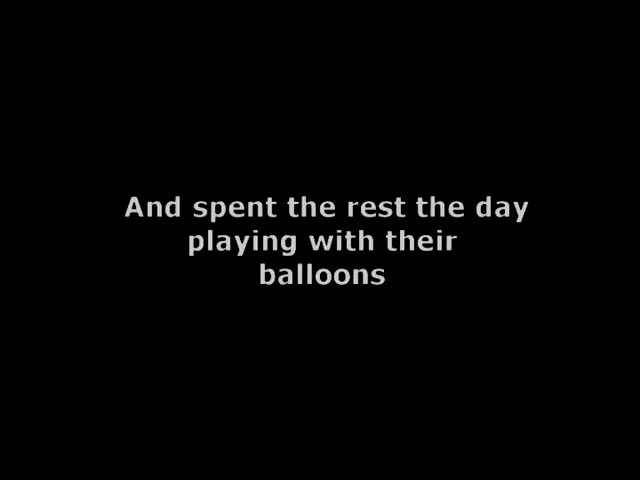 And spent the rest the day
playing with their
balloons